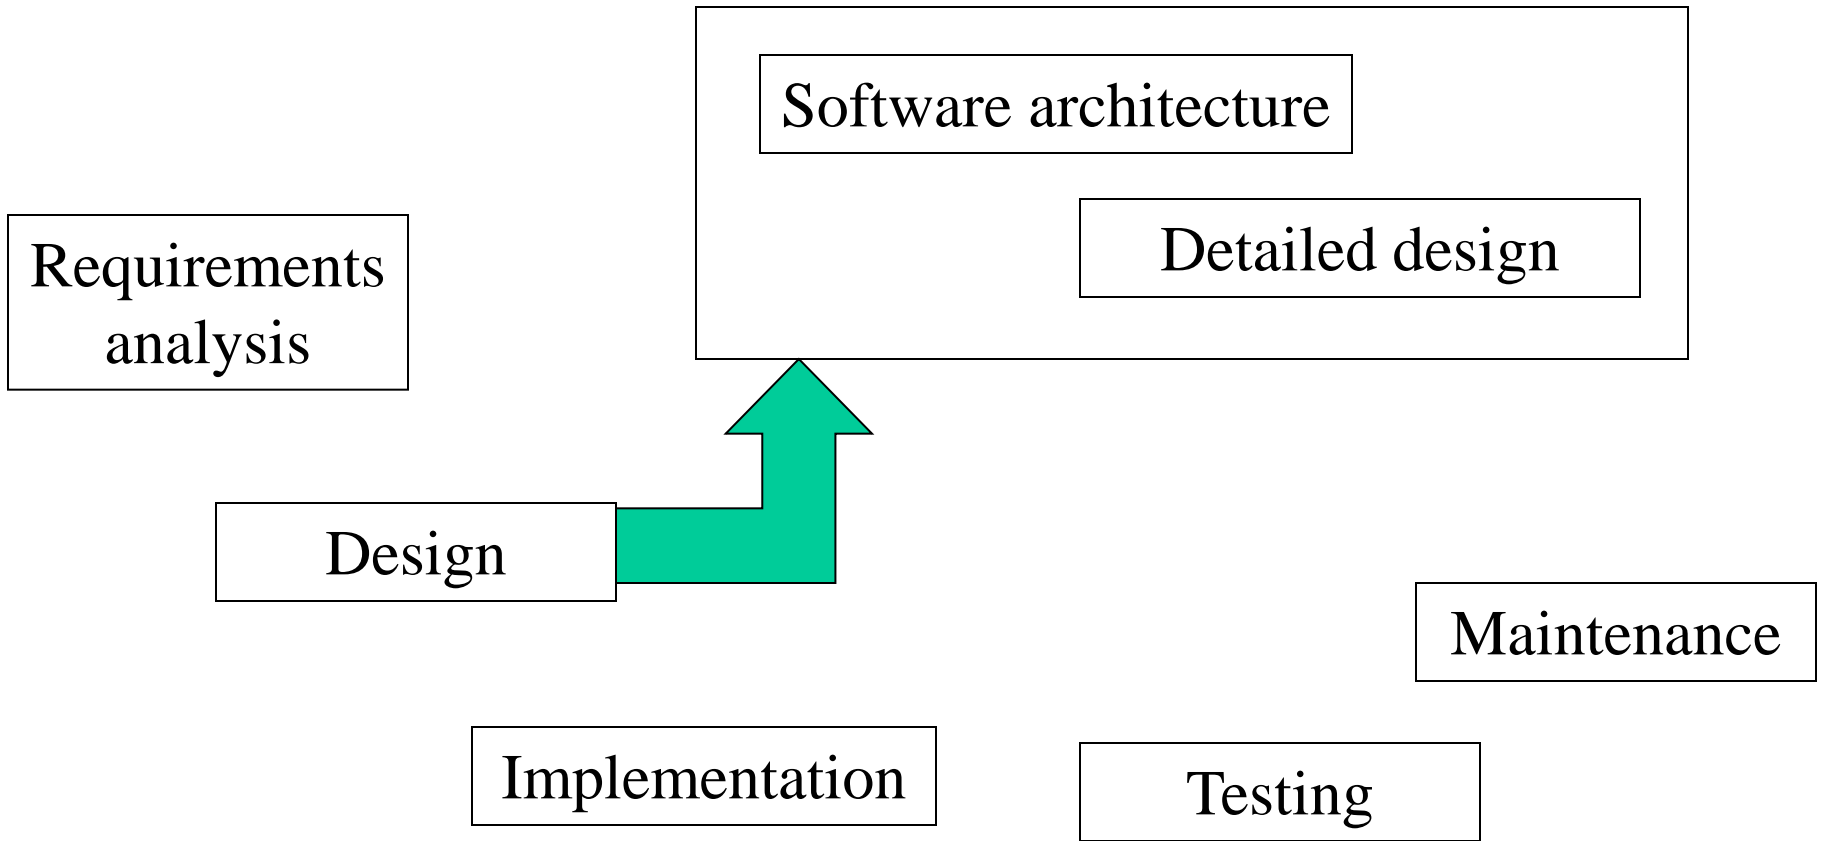 Software architecture
Detailed design
Requirements
analysis
Design
Maintenance
Implementation
Testing